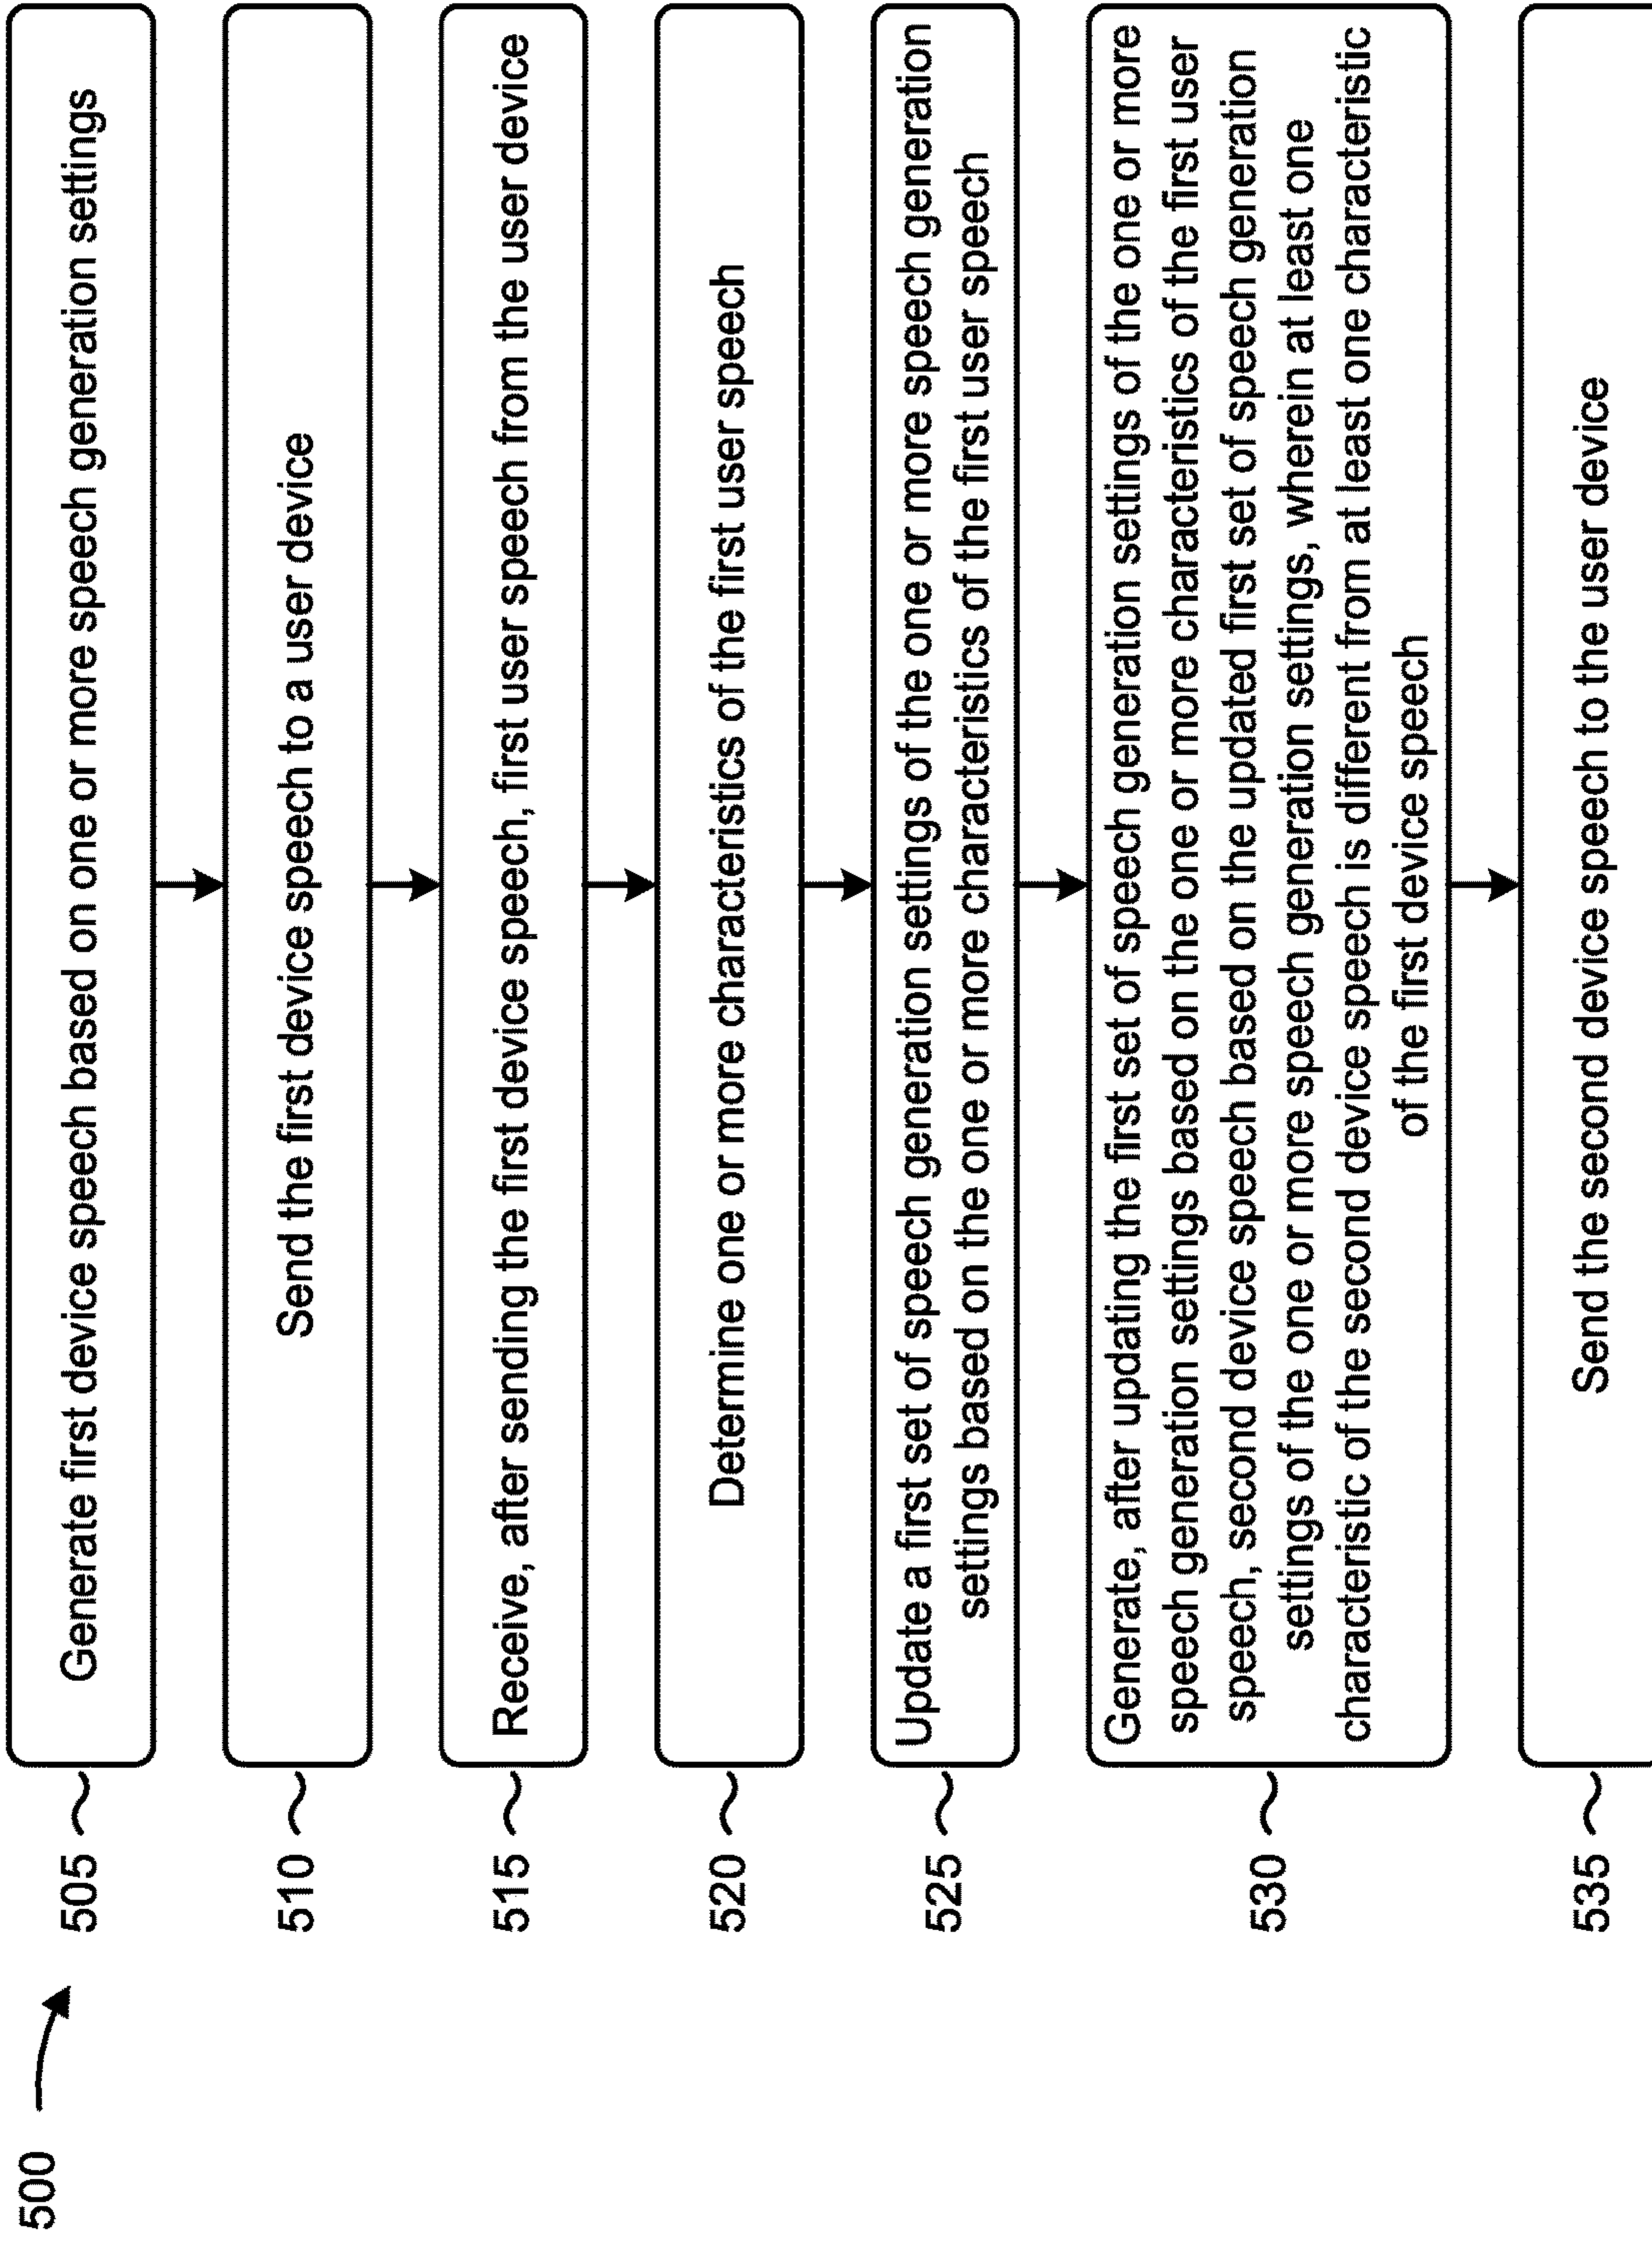 500
505
Generate first device speech based on one or more speech generation settings
510
Send the first device speech to a user device
515
Receive, after sending the first device speech, first user speech from the user device
520
Determine one or more characteristics of the first user speech
525
Update a first set of speech generation settings of the one or more speech generation
settings based on the one or more characteristics of the first user speech
530
Generate, after updating the first set of speech generation settings of the one or more
speech generation settings based on the one or more characteristics of the first user
speech, second device speech based on the updated first set of speech generation
settings of the one or more speech generation settings, wherein at least one
characteristic of the second device speech is different from at least one characteristic
of the first device speech
535
Send the second device speech to the user device